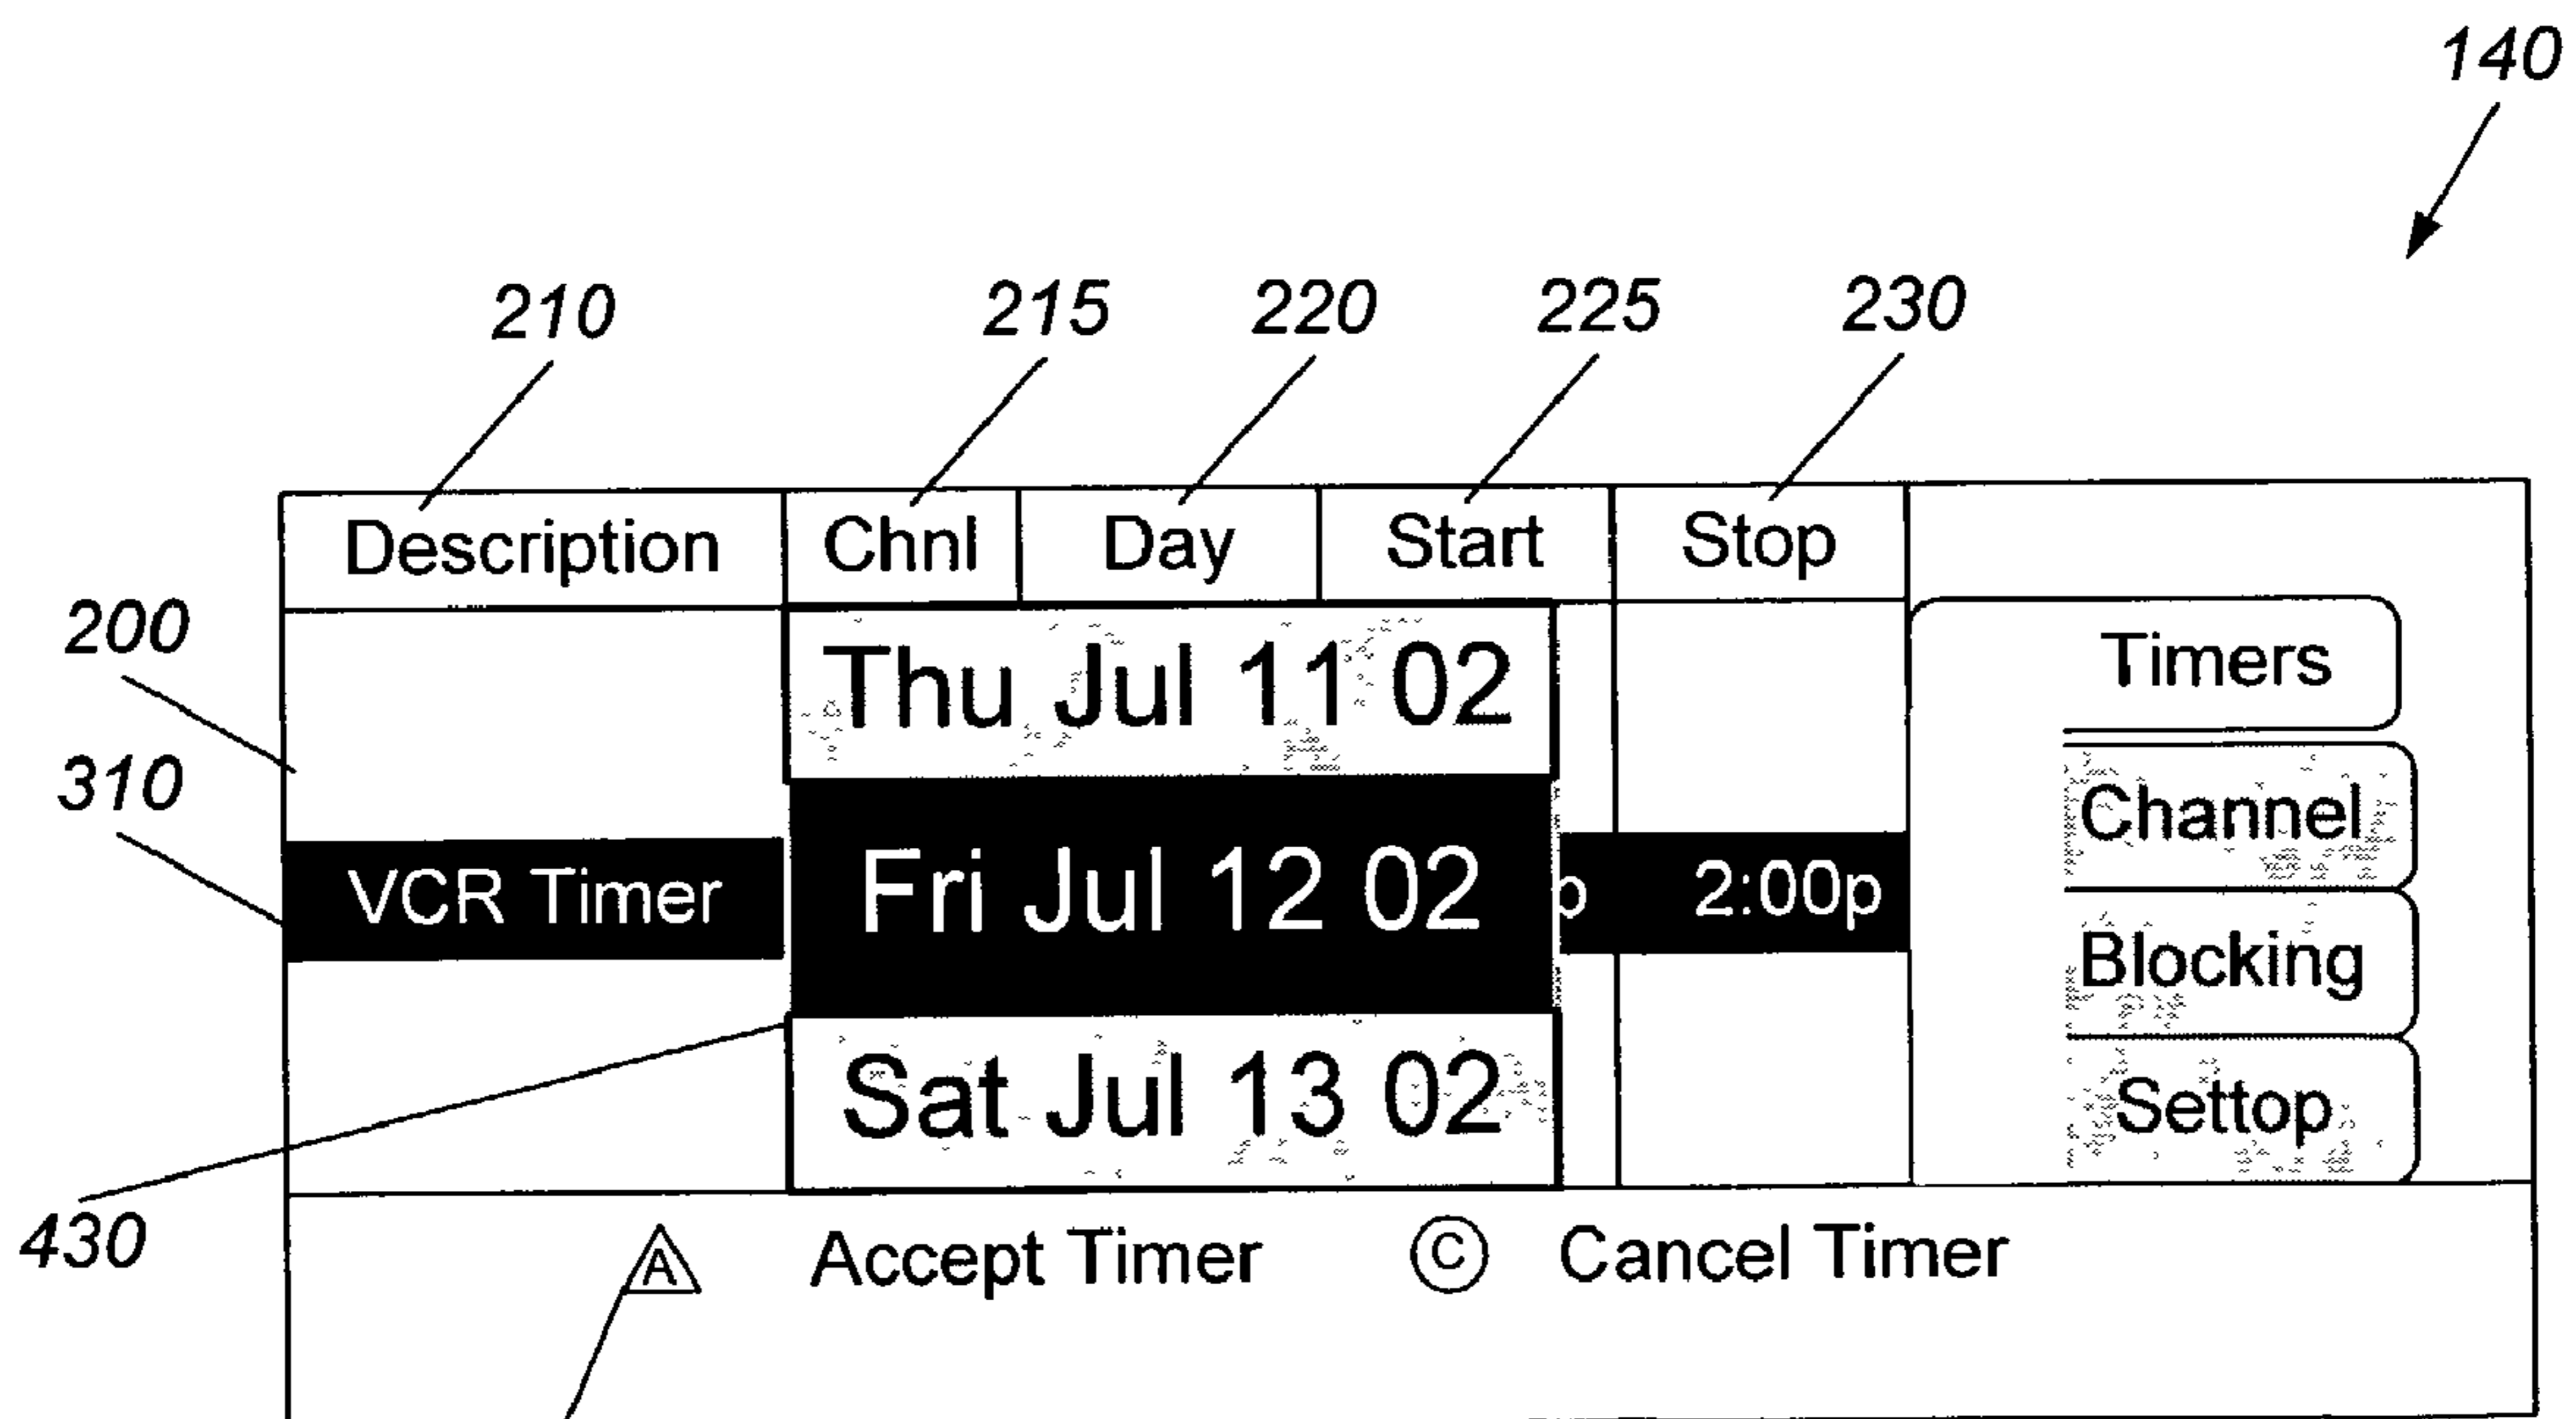 140
210 215 220 225 230
Description Chnl Day Start Stop
200
Thu Jul 11 02
Timers
310
Channel
VCR Timer Fri Jul 12 02 p 2:00p
Blocking
Sat Jul 13 02
Settop
430
A Accept Timer C Cancel Timer